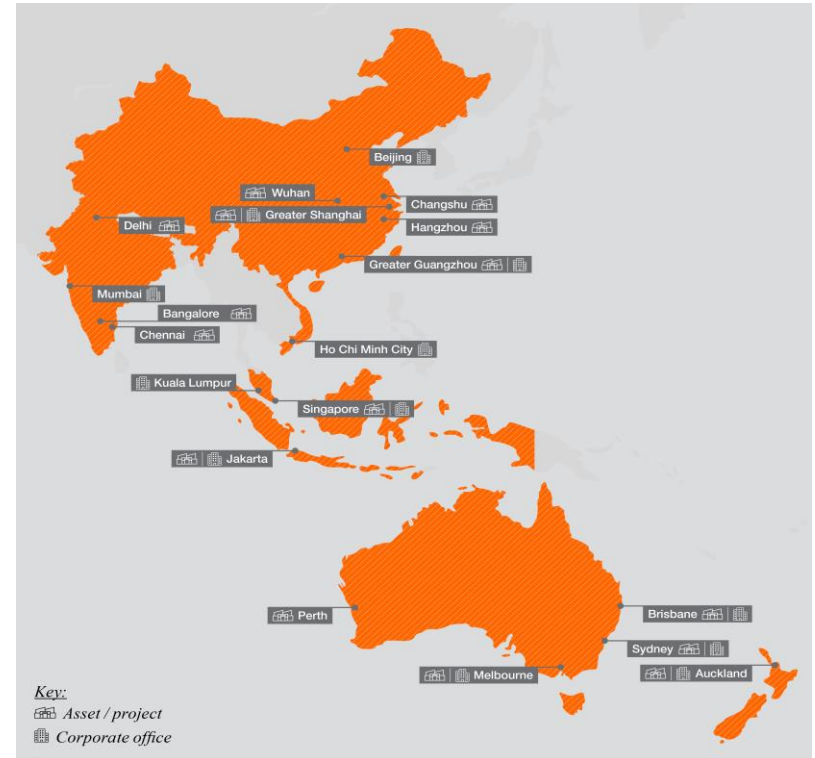 Beijing
Wuhan
Changshu
Greater Shanghai
Delhi
Hangzhou
Greater Guangzhou
Mumbai
Bangalore
Chennai
Ho Chi Minh City
Kuala Lumpur
Singapore
Jakarta
Perth
Brisbane
Sydney
Melbourne
Auckland
Key:
Asset / project
Corporate office